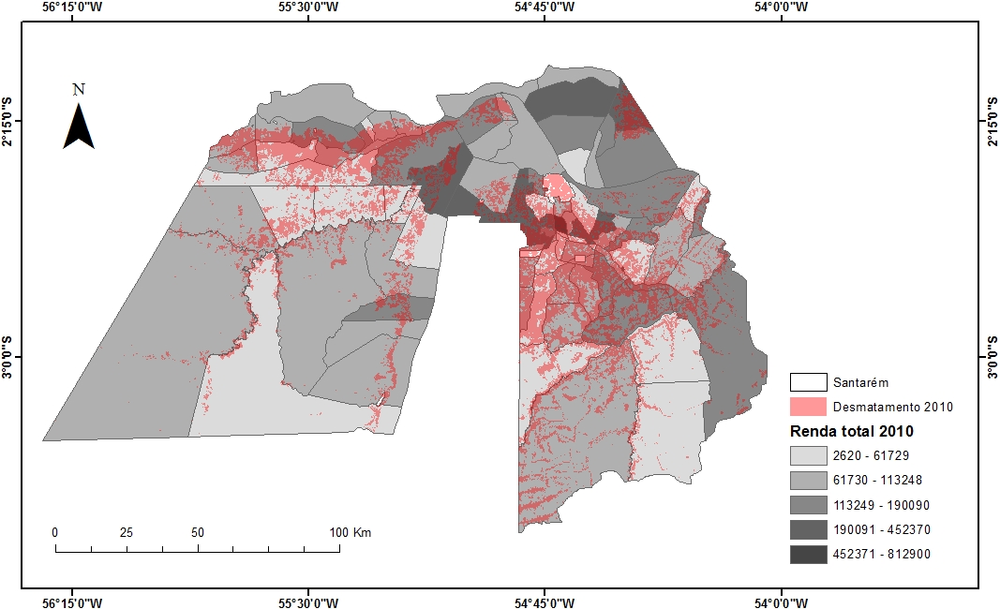 56°15'0"W 55°30'0"W 54°45'0"W 54°0'0"W
N
2°15'0"S 2°15'0"S
3°0'0"S 3°0'0"S
Santarém
Desmatamento 2010
Renda total 2010
2620 - 61729
61730 - 113248
113249 - 190090
190091 - 452370
452371 - 812900
0 25 50 100 Km
56°15'0"W 55°30'0"W 54°45'0"W 54°0'0"W